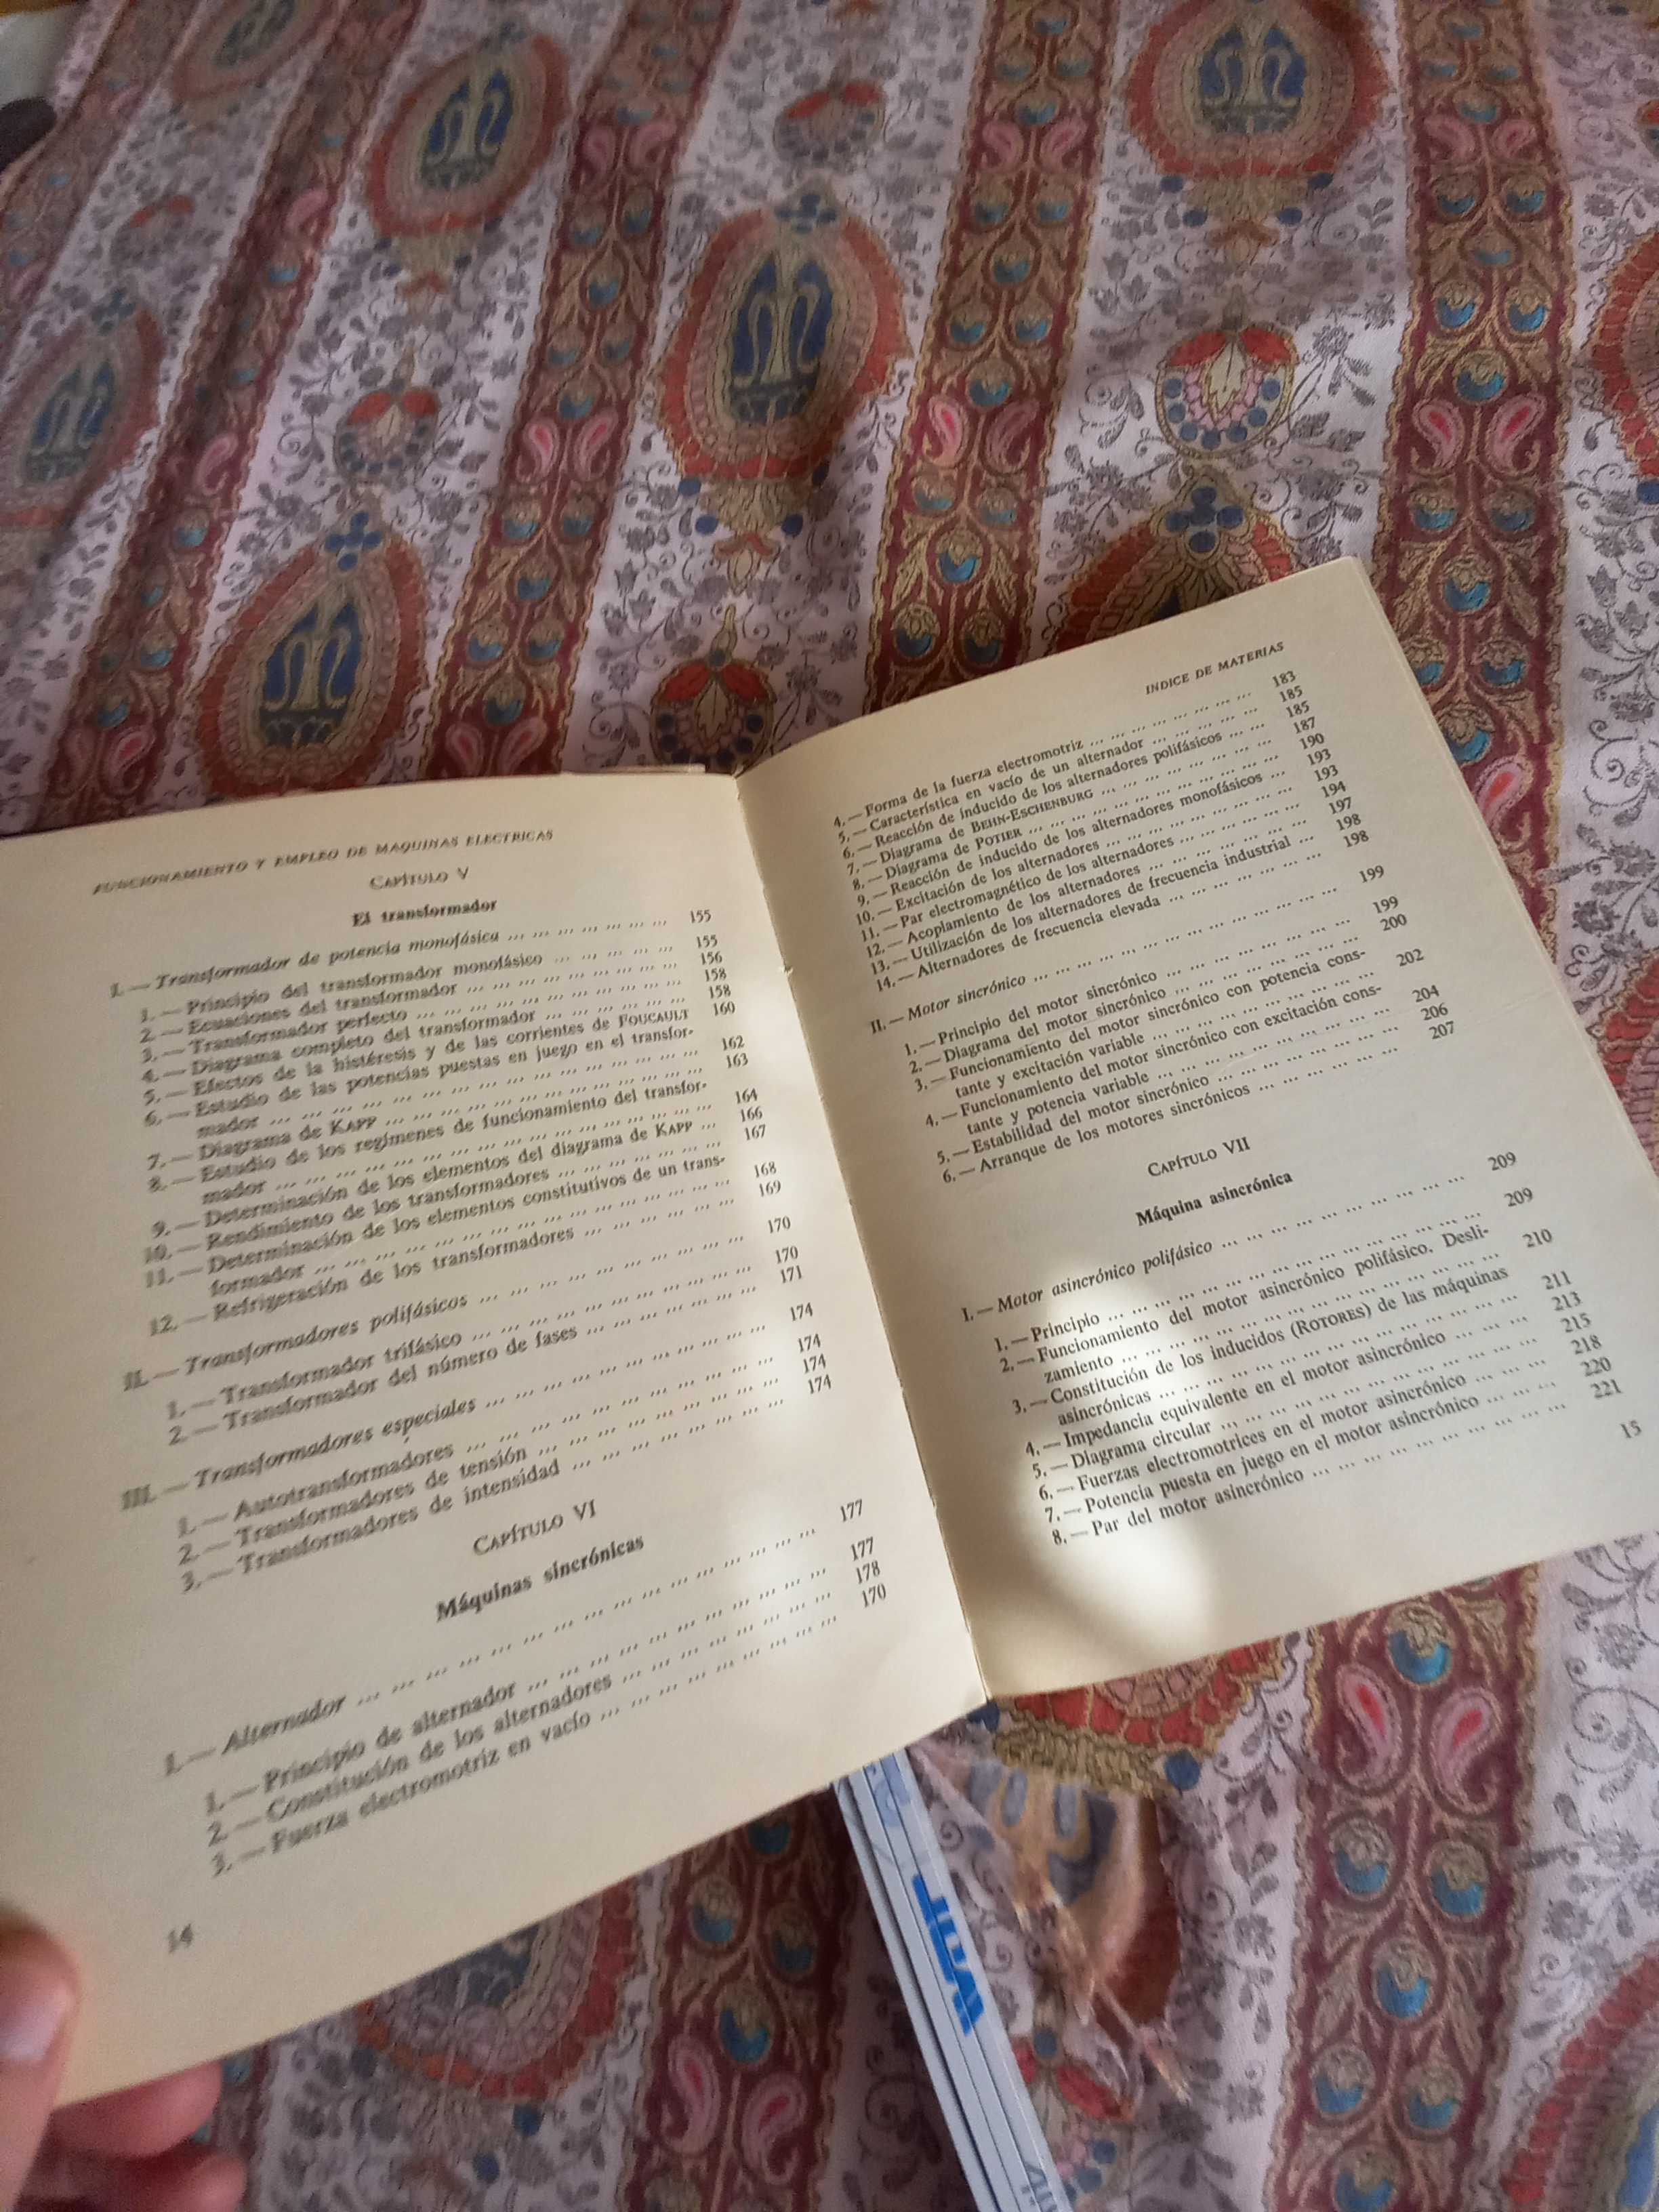 FUNCIONAMIENTO Y EMPLEO DE MAQUINAS ELECTRICAS
CAPÍTULO V
El transformador
I. — Transformador de potencia monofásica ... ... ... ... ... ... ... 155
1. — Principio del transformador monofásico ... ... ... ... ... 155
2. — Ecuaciones del transformador ... ... ... ... ... ... ... ... 156
3. — Transformador perfecto ... ... ... ... ... ... ... ... ... ... 158
4. — Diagrama completo del transformador ... ... ... ... ... ... 158
5. — Efectos de la histéresis y de las corrientes de FOUCAULT 160
6. — Estudio de las potencias puestas en juego en el transfor-
mador ... ... ... ... ... ... ... ... ... ... ... ... ... ... 162
7. — Diagrama de KAPP ... ... ... ... ... ... ... ... ... ... ... 163
8. — Estudio de los regímenes de funcionamiento del transfor-
mador ... ... ... ... ... ... ... ... ... ... ... ... ... ... 164
9. — Determinación de los elementos del diagrama de KAPP ... 166
10. — Rendimiento de los transformadores ... ... ... ... ... ... 167
11. — Determinación de los elementos constitutivos de un trans-
formador ... ... ... ... ... ... ... ... ... ... ... ... ... 168
12. — Refrigeración de los transformadores ... ... ... ... ... ... 169
II. — Transformadores polifásicos ... ... ... ... ... ... ... ... ... 170
1. — Transformador trifásico ... ... ... ... ... ... ... ... ... ... 170
2. — Transformador del número de fases ... ... ... ... ... ... 171
III. — Transformadores especiales ... ... ... ... ... ... ... ... ... ... 174
1. — Autotransformadores ... ... ... ... ... ... ... ... ... ... ... 174
2. — Transformadores de tensión ... ... ... ... ... ... ... ... ... 174
3. — Transformadores de intensidad ... ... ... ... ... ... ... ... 174
CAPÍTULO VI
Máquinas sincrónicas
I. — Alternador ... ... ... ... ... ... ... ... ... ... ... ... ... ... ... 177
1. — Principio de alternador ... ... ... ... ... ... ... ... ... ... 177
2. — Constitución de los alternadores ... ... ... ... ... ... ... 178
3. — Fuerza electromotriz en vacío ... ... ... ... ... ... ... ... 170
14
INDICE DE MATERIAS
4. — Forma de la fuerza electromotriz ... ... ... ... ... ... ... 183
5. — Característica en vacío de un alternador ... ... ... ... ... 185
6. — Reacción de inducido de los alternadores polifásicos ... ... 185
7. — Diagrama de BEHN-ESCHENBURG ... ... ... ... ... ... ... 187
8. — Diagrama de POTIER ... ... ... ... ... ... ... ... ... ... 190
9. — Reacción de inducido de los alternadores monofásicos ... 193
10. — Excitación de los alternadores ... ... ... ... ... ... ... ... 193
11. — Par electromagnético de los alternadores ... ... ... ... ... 194
12. — Acoplamiento de los alternadores ... ... ... ... ... ... ... 197
13. — Utilización de los alternadores de frecuencia industrial ... 198
14. — Alternadores de frecuencia elevada ... ... ... ... ... ... ... 198
II. — Motor sincrónico ... ... ... ... ... ... ... ... ... ... ... ... 199
1. — Principio del motor sincrónico ... ... ... ... ... ... ... ... 199
2. — Diagrama del motor sincrónico ... ... ... ... ... ... ... ... 200
3. — Funcionamiento del motor sincrónico con potencia cons-
tante y excitación variable ... ... ... ... ... ... ... ... 202
4. — Funcionamiento del motor sincrónico con excitación cons-
tante y potencia variable ... ... ... ... ... ... ... ... 204
5. — Estabilidad del motor sincrónico ... ... ... ... ... ... ... 206
6. — Arranque de los motores sincrónicos ... ... ... ... ... ... 207
CAPÍTULO VII
Máquina asincrónica
I. — Motor asincrónico polifásico ... ... ... ... ... ... ... ... ... 209
1. — Principio ... ... ... ... ... ... ... ... ... ... ... ... ... ... 209
2. — Funcionamiento del motor asincrónico polifásico. Desli-
zamiento ... ... ... ... ... ... ... ... ... ... ... ... ... 210
3. — Constitución de los inducidos (ROTORES) de las máquinas
asincrónicas ... ... ... ... ... ... ... ... ... ... ... ... 211
4. — Impedancia equivalente en el motor asincrónico ... ... ... 213
5. — Diagrama circular ... ... ... ... ... ... ... ... ... ... ... 215
6. — Fuerzas electromotrices en el motor asincrónico ... ... ... 218
7. — Potencia puesta en juego en el motor asincrónico ... ... ... 220
8. — Par del motor asincrónico ... ... ... ... ... ... ... ... ... 221
15